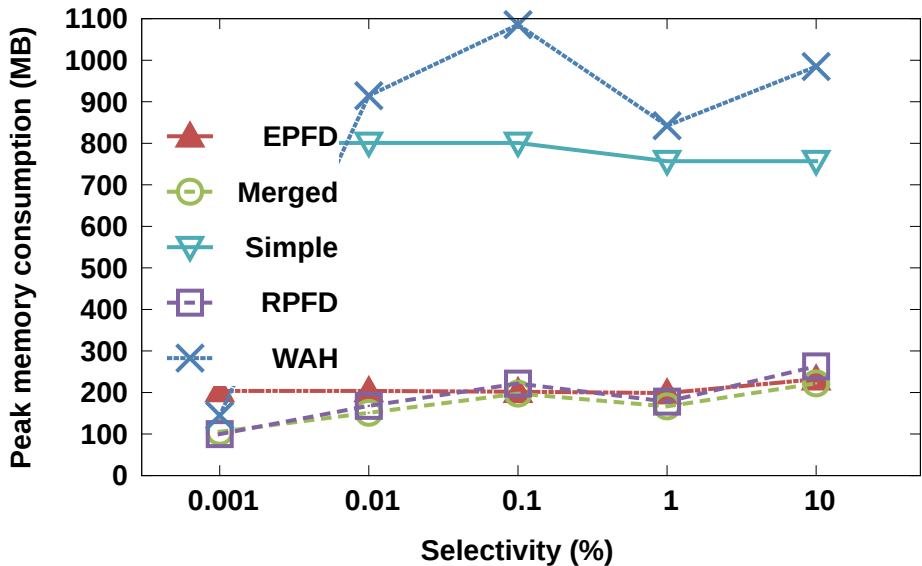 Peak memory consumption (MB)
1100
1000
900
800
700
600
500
400
300
200
100
0
EPFD
Merged
Simple
RPFD
WAH
0.001 0.01 0.1 1 10
Selectivity (%)